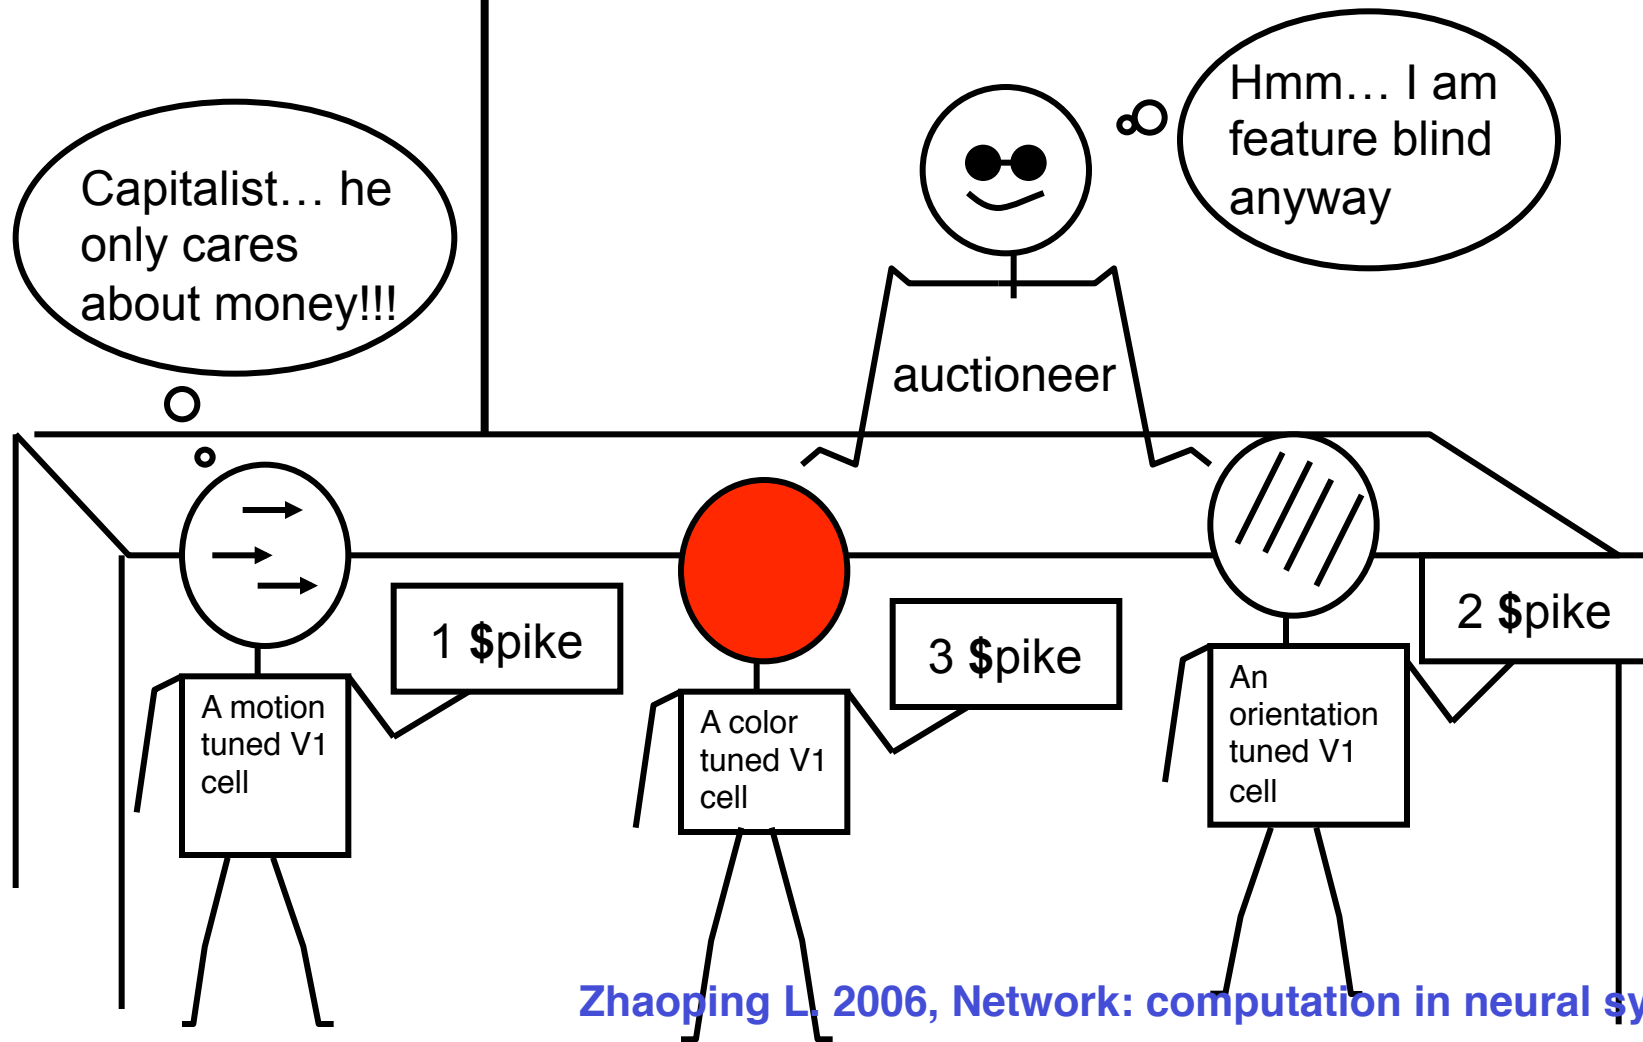 Hmm… I am
feature blind
anyway
Capitalist… he
only cares
about money!!!
auctioneer
1 $pike
3 $pike
2 $pike
A motion
tuned V1
cell
A color
tuned V1
cell
An
orientation
tuned V1
cell
Zhaoping L. 2006, Network: computation in neural sy